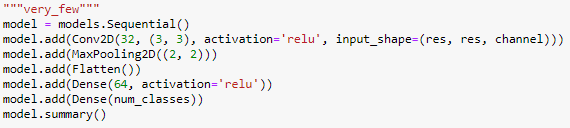 """very_few"""
model = models.Sequential()
model.add(Conv2D(32, (3, 3), activation='relu', input_shape=(res, res, channel)))
model.add(MaxPooling2D((2, 2)))
model.add(Flatten())
model.add(Dense(64, activation='relu'))
model.add(Dense(num_classes))
model.summary()